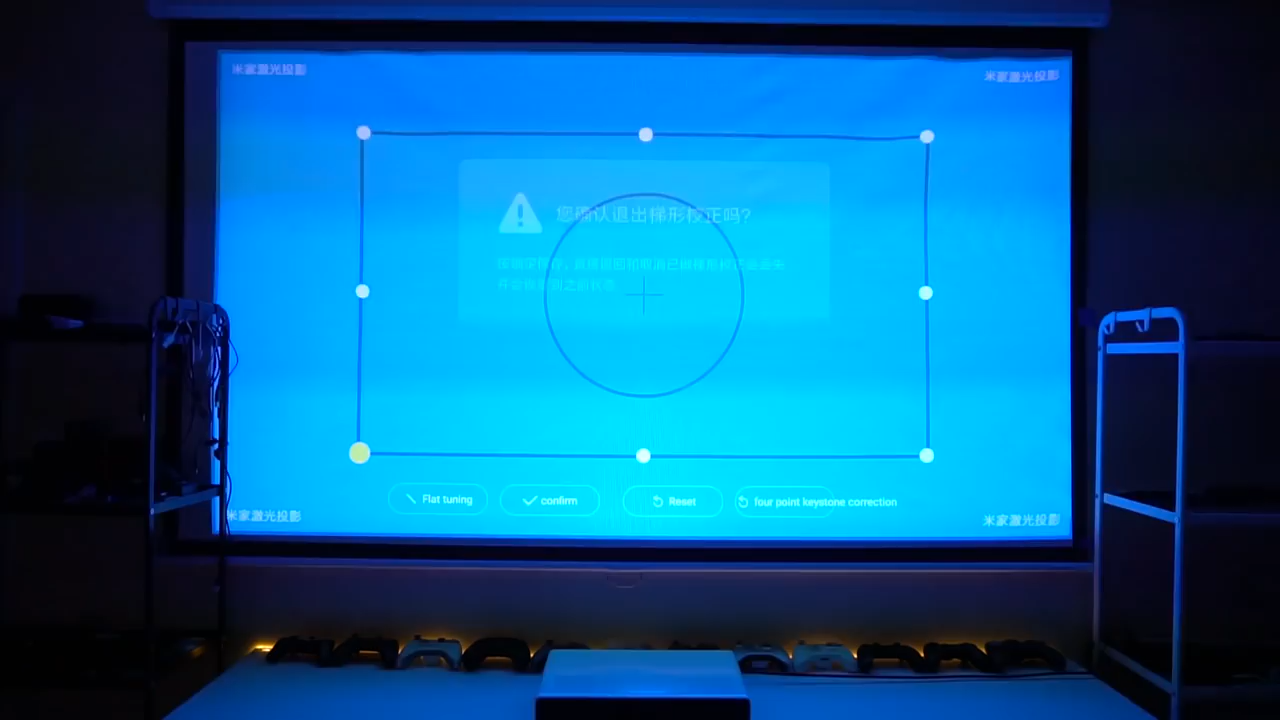 米家激光投影
米家激光投影
您确认退出梯形校正吗?
Flat tuning
confirm
Reset
four point keystone correction
米家激光投影
米家激光投影